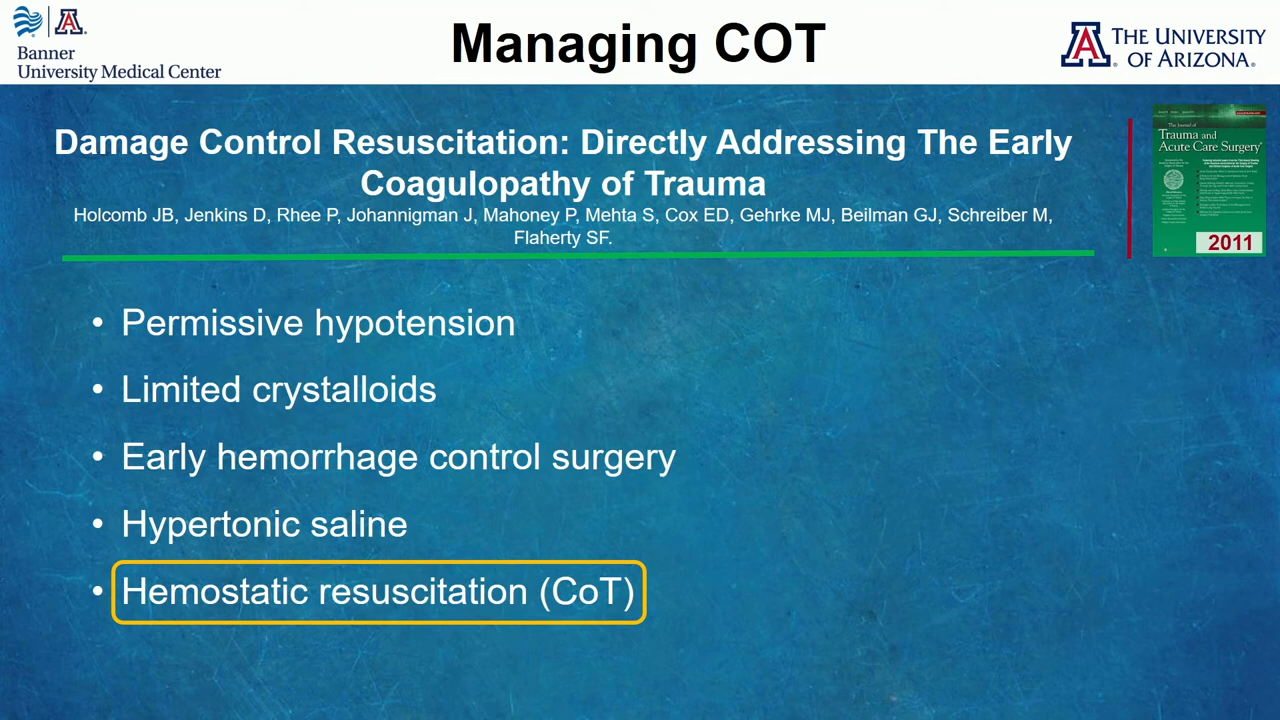 Banner
University Medical Center
Managing COT
THE UNIVERSITY
OF ARIZONA
Damage Control Resuscitation: Directly Addressing The Early
Coagulopathy of Trauma
Holcomb JB, Jenkins D, Rhee P, Johannigman J, Mahoney P, Mehta S, Cox ED, Gehrke MJ, Beilman GJ, Schreiber M,
Flaherty SF.
The Journal of
Trauma and
Acute Care Surgery
2011
• Permissive hypotension
• Limited crystalloids
• Early hemorrhage control surgery
• Hypertonic saline
• Hemostatic resuscitation (CoT)